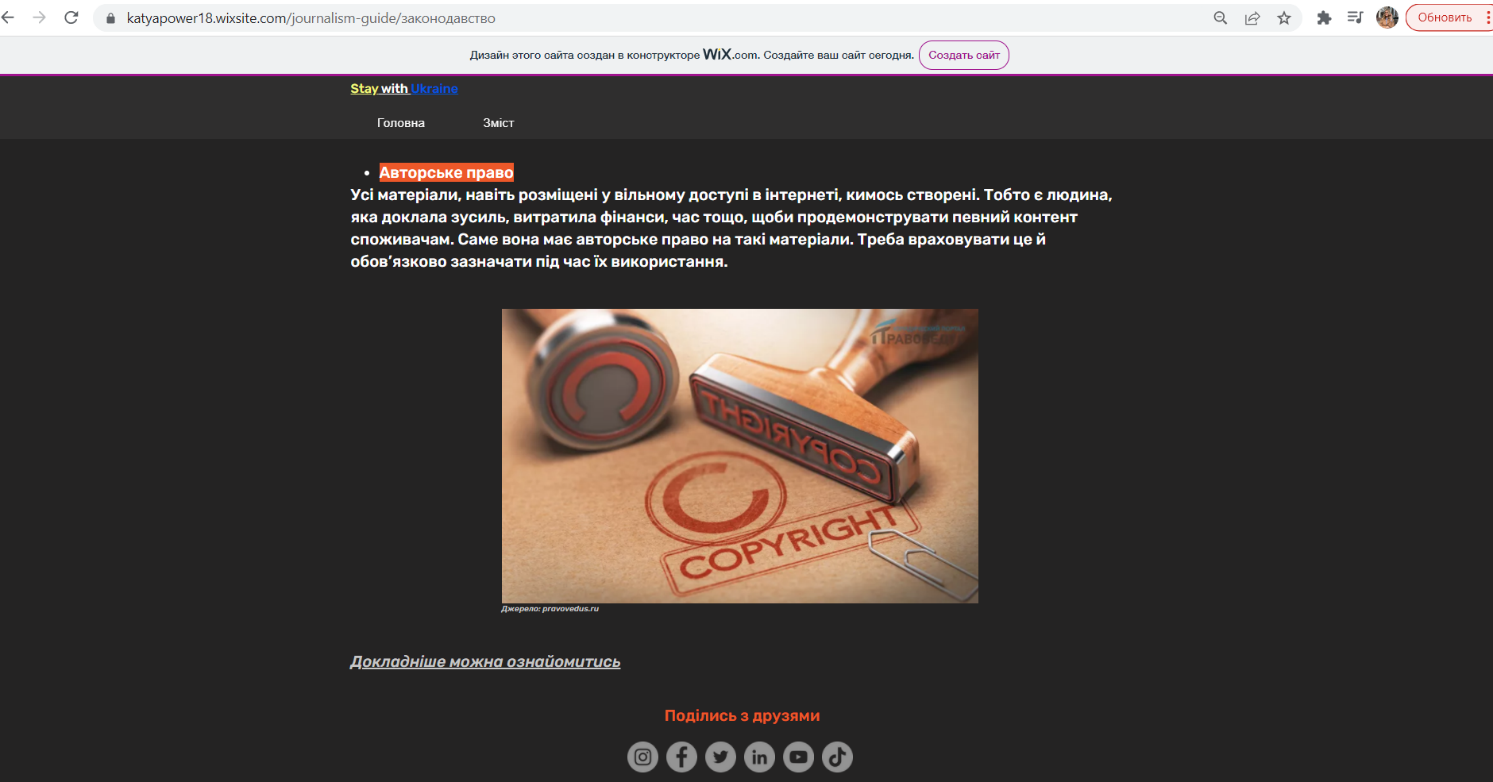 katyapower18.wixsite.com/journalism-guide/законодавство
Обновить
Дизайн этого сайта создан в конструкторе WiX.com. Создайте ваш сайт сегодня.
Создать сайт
Stay with Ukraine
Головна
Зміст
Авторське право
Усі матеріали, навіть розміщені у вільному доступі в інтернеті, кимось створені. Тобто є людина,
яка доклала зусиль, витратила фінанси, час тощо, щоби продемонструвати певний контент
споживачам. Саме вона має авторське право на такі матеріали. Треба враховувати це й
обов’язково зазначати під час їх використання.
COPYRIGHT
COPYRIGHT
Джерело: pravovedus.ru
Докладніше можна ознайомитись
Поділись з друзями